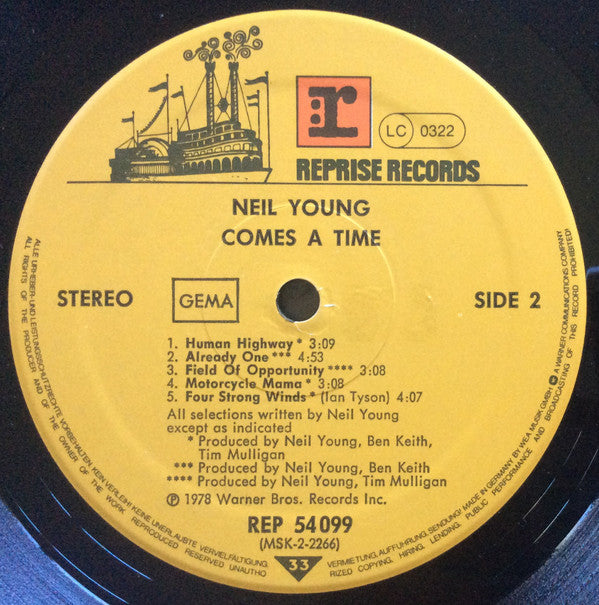 r
LC 0322
REPRISE RECORDS
NEIL YOUNG
COMES A TIME
STEREO
GEMA
SIDE 2
1. Human Highway * 3:09
2. Already One *** 4:53
3. Field Of Opportunity **** 3:08
4. Motorcycle Mama * 3:08
5. Four Strong Winds * (Ian Tyson) 4:07
All selections written by Neil Young
except as indicated
* Produced by Neil Young, Ben Keith,
Tim Mulligan
*** Produced by Neil Young, Ben Keith
**** Produced by Neil Young, Tim Mulligan
℗ 1978 Warner Bros. Records Inc.
REP 54 099
(MSK-2-2266)
33
ALLE URHEBER- UND LEISTUNGSSCHUTZRECHTE VORBEHALTEN. KEIN VERLEIH! KEINE UNERLAUBTE VERVIELFÄLTIGUNG,
VERMIETUNG, AUFFÜHRUNG, SENDUNG! MADE IN GERMANY BY WEA MUSIK GMBH A WARNER COMMUNICATIONS COMPANY
ALL RIGHTS OF THE PRODUCER AND OF THE OWNER OF THE WORK REPRODUCED RESERVED UNAUTHO
RIZED COPYING, HIRING, LENDING, PUBLIC PERFORMANCE AND BROADCASTING OF THIS RECORD PROHIBITED!